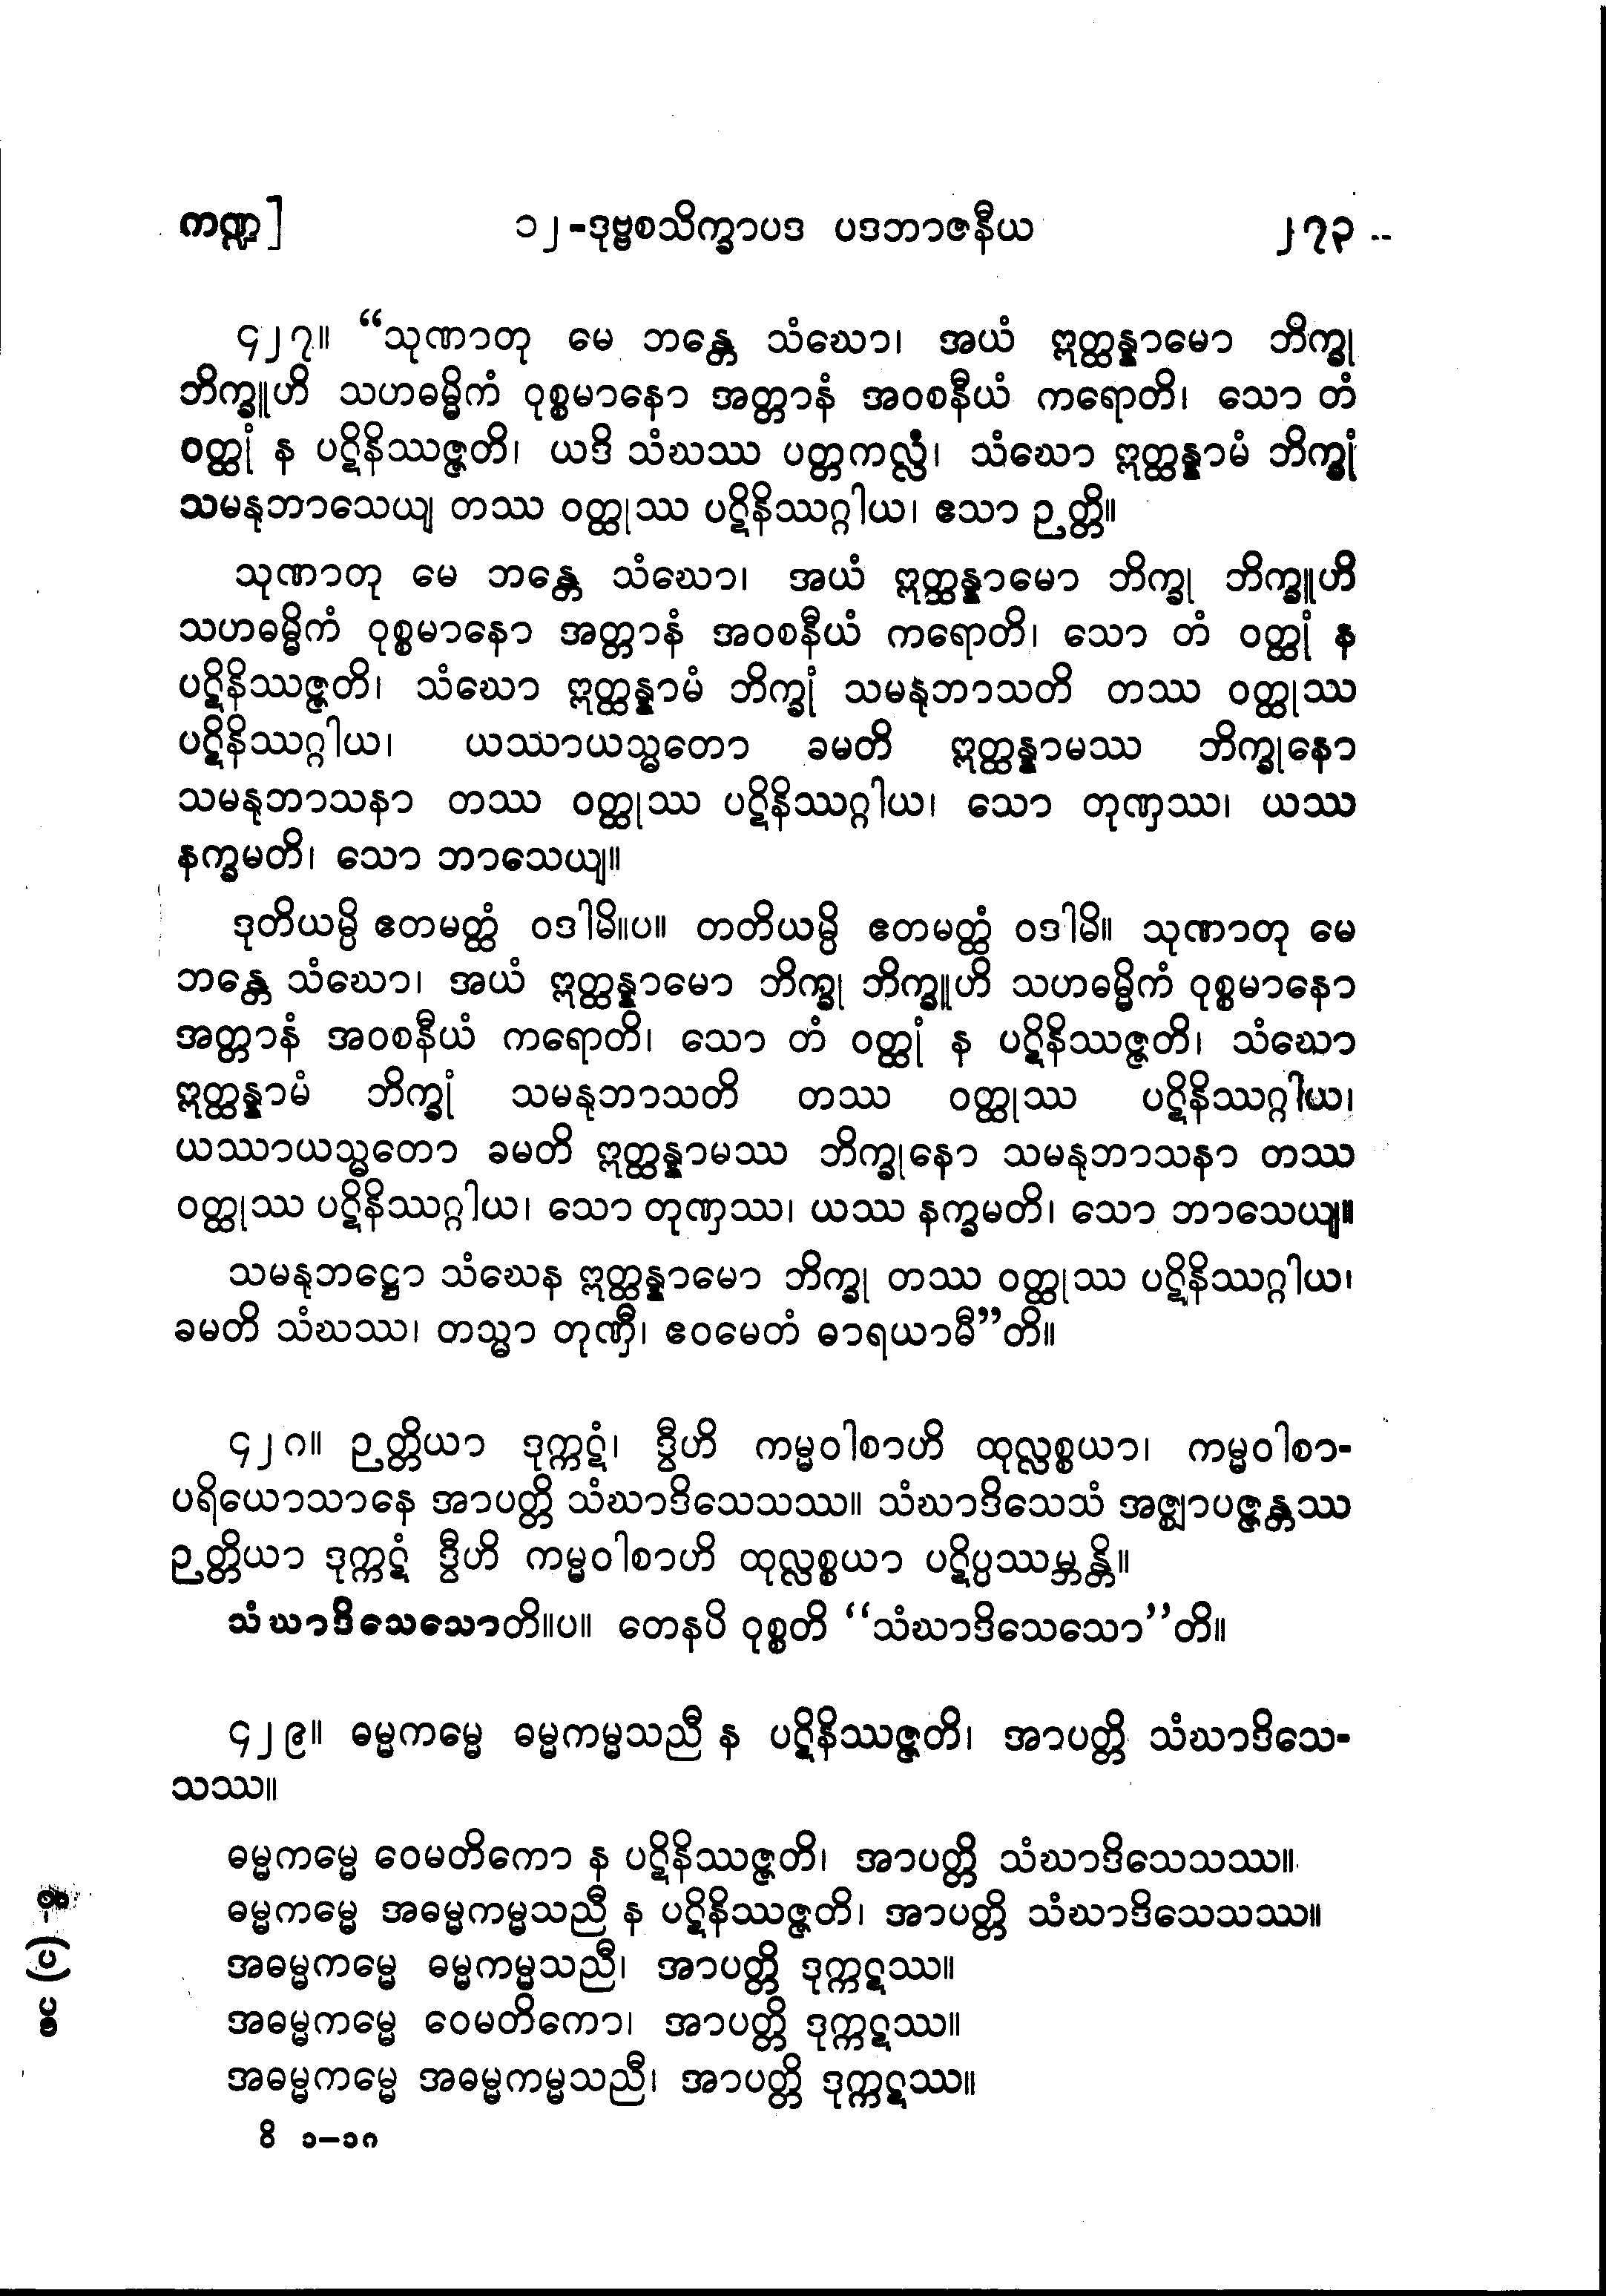 ကဏ္ဍ] ၁၂-ဒုဗ္ဗစသိက္ခာပဒ ပဒဘာဇနီယ ၂၇၃
၄၂၇။ “သုဏာတု မေ ဘန္တေ သံဃော၊ အယံ ဣတ္ထန္နာမော ဘိက္ခု
ဘိက္ခူဟိ သဟဓမ္မိကံ ဝုစ္စမာနော အတ္တာနံ အဝစနီယံ ကရောတိ၊ သော တံ
ဝတ္ထုံ န ပဋိနိဿဇ္ဇတိ၊ ယဒိ သံဃဿ ပတ္တကလ္လံ၊ သံဃော ဣတ္ထန္နာမံ ဘိက္ခုံ
သမနုဘာသေယျ တဿ ဝတ္ထုဿ ပဋိနိဿဂ္ဂါယ၊ ဧသာ ဉတ္တိ။
သုဏာတု မေ ဘန္တေ သံဃော၊ အယံ ဣတ္ထန္နာမော ဘိက္ခု ဘိက္ခူဟိ
သဟဓမ္မိကံ ဝုစ္စမာနော အတ္တာနံ အဝစနီယံ ကရောတိ၊ သော တံ ဝတ္ထုံ န
ပဋိနိဿဇ္ဇတိ၊ သံဃော ဣတ္ထန္နာမံ ဘိက္ခုံ သမနုဘာသတိ တဿ ဝတ္ထုဿ
ပဋိနိဿဂ္ဂါယ၊ ယဿာယသ္မတော ခမတိ ဣတ္ထန္နာမဿ ဘိက္ခုနော
သမနုဘာသနာ တဿ ဝတ္ထုဿ ပဋိနိဿဂ္ဂါယ၊ သော တုဏှဿ၊ ယဿ
နက္ခမတိ၊ သော ဘာသေယျ။
ဒုတိယမ္ပိ ဧတမတ္ထံ ဝဒါမိ။ပ။ တတိယမ္ပိ ဧတမတ္ထံ ဝဒါမိ။ သုဏာတု မေ
ဘန္တေ သံဃော၊ အယံ ဣတ္ထန္နာမော ဘိက္ခု ဘိက္ခူဟိ သဟဓမ္မိကံ ဝုစ္စမာနော
အတ္တာနံ အဝစနီယံ ကရောတိ၊ သော တံ ဝတ္ထုံ န ပဋိနိဿဇ္ဇတိ၊ သံဃော
ဣတ္ထန္နာမံ ဘိက္ခုံ သမနုဘာသတိ တဿ ဝတ္ထုဿ ပဋိနိဿဂ္ဂါယ၊
ယဿာယသ္မတော ခမတိ ဣတ္ထန္နာမဿ ဘိက္ခုနော သမနုဘာသနာ တဿ
ဝတ္ထုဿ ပဋိနိဿဂ္ဂါယ၊ သော တုဏှဿ၊ ယဿ နက္ခမတိ၊ သော ဘာသေယျ။
သမနုဘဋ္ဌော သံဃေန ဣတ္ထန္နာမော ဘိက္ခု တဿ ဝတ္ထုဿ ပဋိနိဿဂ္ဂါယ၊
ခမတိ သံဃဿ၊ တသ္မာ တုဏှီ၊ ဧဝမေတံ ဓာရယာမီ”တိ။
၄၂၈။ ဉတ္တိယာ ဒုက္ကဋံ၊ ဒွီဟိ ကမ္မဝါစာဟိ ထုလ္လစ္စယာ၊ ကမ္မဝါစာ-
ပရိယောသာနေ အာပတ္တိ သံဃာဒိသေသဿ။ သံဃာဒိသေသံ အဇ္ဈာပဇ္ဇန္တဿ
ဉတ္တိယာ ဒုက္ကဋံ ဒွီဟိ ကမ္မဝါစာဟိ ထုလ္လစ္စယာ ပဋိပ္ပဿမ္ဘန္တိ။
သံဃာဒိသေသောတိ။ပ။ တေနပိ ဝုစ္စတိ “သံဃာဒိသေသော”တိ။
၄၂၉။ ဓမ္မကမ္မေ ဓမ္မကမ္မသညီ န ပဋိနိဿဇ္ဇတိ၊ အာပတ္တိ သံဃာဒိသေ-
သဿ။
ဓမ္မကမ္မေ ဝေမတိကော န ပဋိနိဿဇ္ဇတိ၊ အာပတ္တိ သံဃာဒိသေသဿ။
ဓမ္မကမ္မေ အဓမ္မကမ္မသညီ န ပဋိနိဿဇ္ဇတိ၊ အာပတ္တိ သံဃာဒိသေသဿ။
အဓမ္မကမ္မေ ဓမ္မကမ္မသညီ၊ အာပတ္တိ ဒုက္ကဋဿ။
အဓမ္မကမ္မေ ဝေမတိကော၊ အာပတ္တိ ဒုက္ကဋဿ။
အဓမ္မကမ္မေ အဓမ္မကမ္မသညီ၊ အာပတ္တိ ဒုက္ကဋဿ။
ဝိ ၁–၁၈